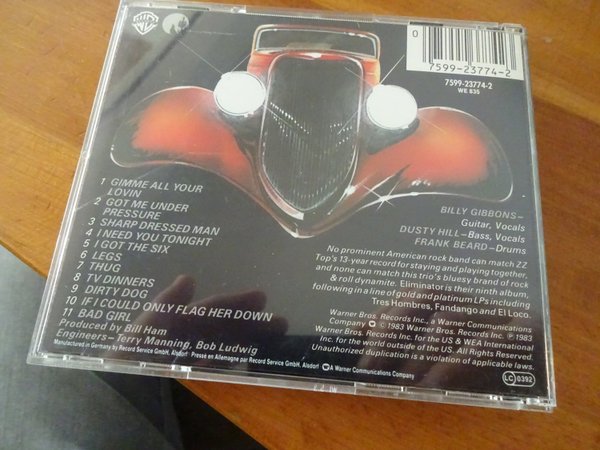 0
7599-23774-2
7599-23774-2
WE 835
1 GIMME ALL YOUR
LOVIN
2 GOT ME UNDER
PRESSURE
3 SHARP DRESSED MAN
4 I NEED YOU TONIGHT
5 I GOT THE SIX
6 LEGS
7 THUG
8 TV DINNERS
9 DIRTY DOG
10 IF I COULD ONLY FLAG HER DOWN
11 BAD GIRL
Produced by Bill Ham
Engineers-Terry Manning, Bob Ludwig
Manufactured in Germany by Record Service GmbH, Alsdorf Pressé en Allemagne par Record Service GmbH, Alsdorf
BILLY GIBBONS-
Guitar, Vocals
DUSTY HILL-Bass, Vocals
FRANK BEARD-Drums
No prominent American rock band can match ZZ
Top's 13-year record for staying and playing together,
and none can match this trio's bluesy brand of rock
& roll dynamite. Eliminator is their ninth album,
following in a line of gold and platinum LPs including
Tres Hombres, Fandango and El Loco.
Warner Bros. Records Inc., a Warner Communications
Company Ⓒ © 1983 Warner Bros. Records Inc. Ⓟ 1983
Warner Bros. Records Inc. for the US & WEA International
Inc. for the world outside of the US. All Rights Reserved.
Unauthorized duplication is a violation of applicable laws.
A Warner Communications Company
LC 0392